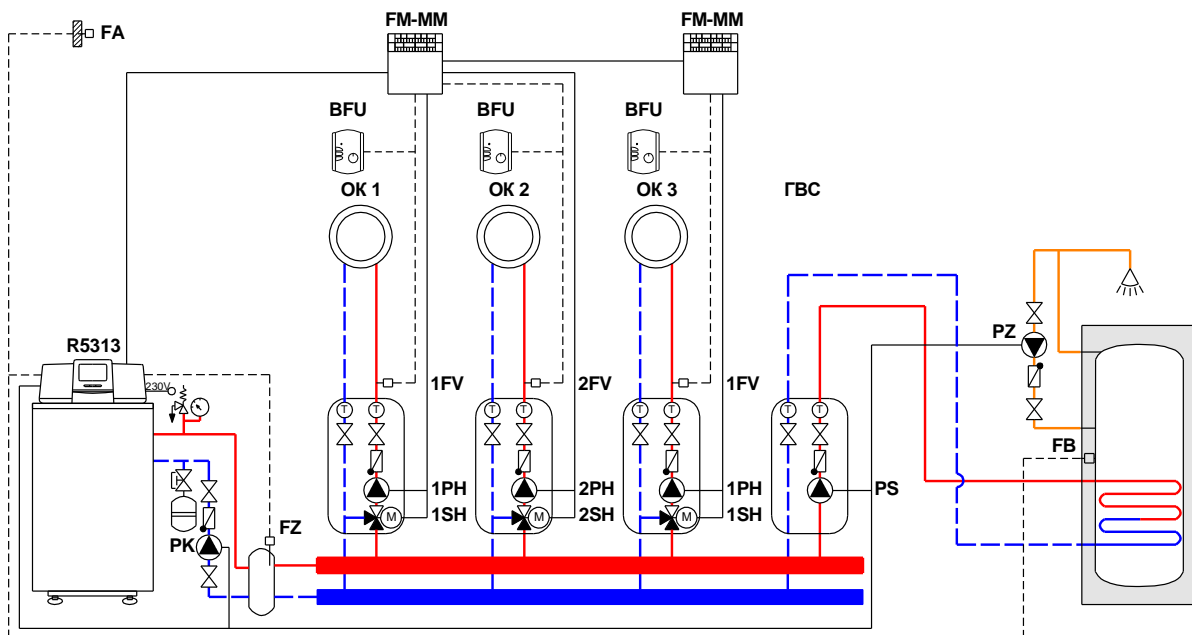 FM-MM
FM-MM
FA
BFU
BFU
BFU
ОК 1
ОК 2
ОК 3
ГВС
PZ
R5313
230V
1FV
2FV
1FV
T
T
T
T
T
T
T
T
FB
1PH
2PH
1PH
PS
1SH
2SH
1SH
M
M
M
FZ
PK